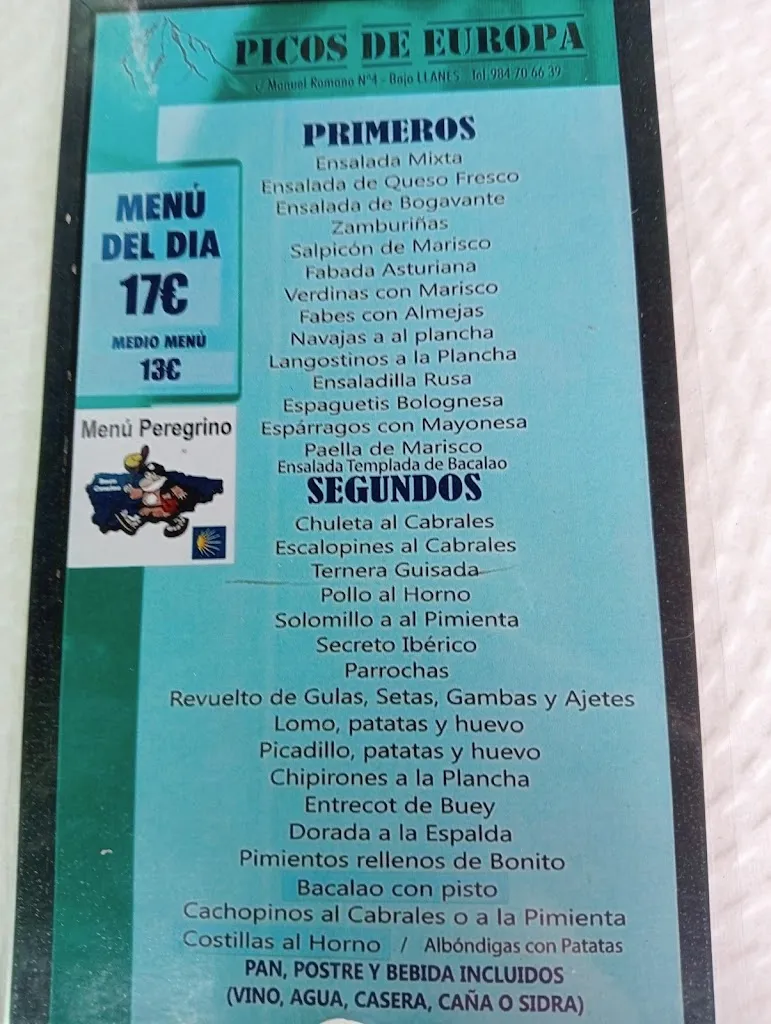 PICOS DE EUROPA
C/ Manuel Romano Nº4 - Bajo LLANES Tel. 984 70 66 39
MENÚ
DEL DIA
17€
MEDIO MENÚ
13€
Menú Peregrino
Buen
Camino
PRIMEROS
Ensalada Mixta
Ensalada de Queso Fresco
Ensalada de Bogavante
Zamburiñas
Salpicón de Marisco
Fabada Asturiana
Verdinas con Marisco
Fabes con Almejas
Navajas a al plancha
Langostinos a la Plancha
Ensaladilla Rusa
Espaguetis Bolognesa
Espárragos con Mayonesa
Paella de Marisco
Ensalada Templada de Bacalao
SEGUNDOS
Chuleta al Cabrales
Escalopines al Cabrales
Ternera Guisada
Pollo al Horno
Solomillo a al Pimienta
Secreto Ibérico
Parrochas
Revuelto de Gulas, Setas, Gambas y Ajetes
Lomo, patatas y huevo
Picadillo, patatas y huevo
Chipirones a la Plancha
Entrecot de Buey
Dorada a la Espalda
Pimientos rellenos de Bonito
Bacalao con pisto
Cachopinos al Cabrales o a la Pimienta
Costillas al Horno / Albóndigas con Patatas
PAN, POSTRE Y BEBIDA INCLUIDOS
(VINO, AGUA, CASERA, CAÑA O SIDRA)